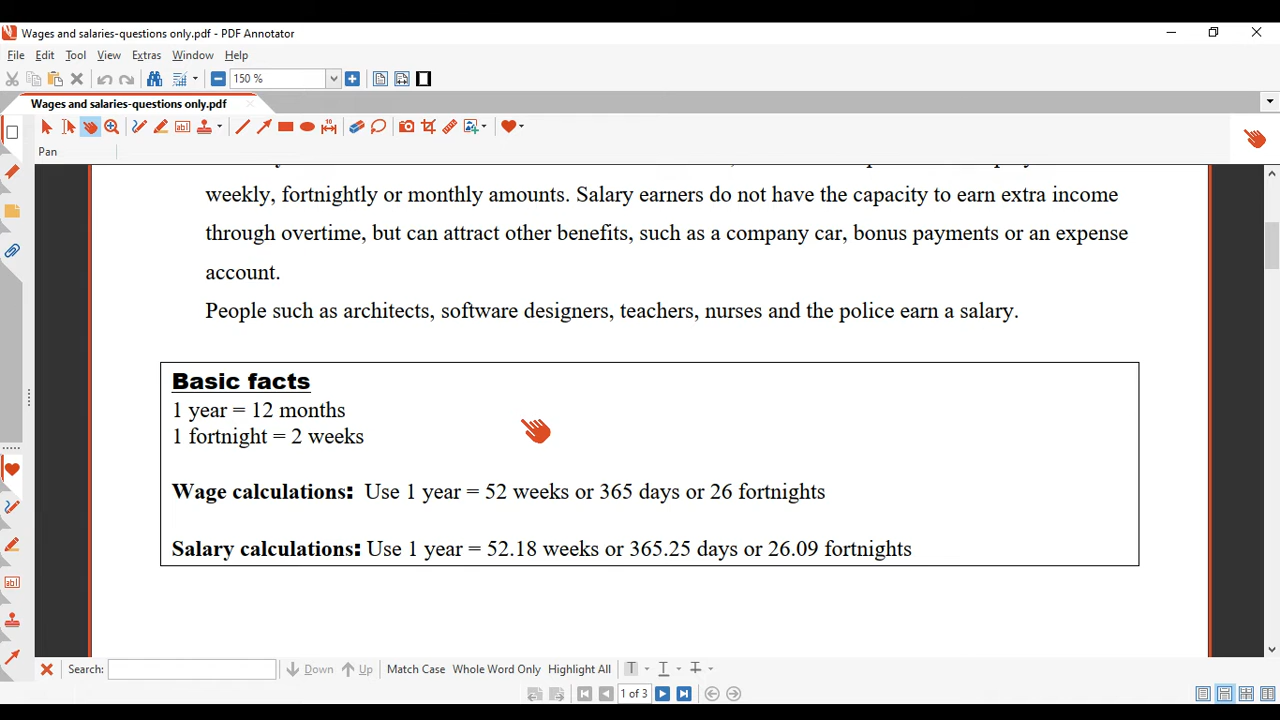 Wages and salaries-questions only.pdf - PDF Annotator
File Edit Tool View Extras Window Help
150 %
Wages and salaries-questions only.pdf
Pan
weekly, fortnightly or monthly amounts. Salary earners do not have the capacity to earn extra income
through overtime, but can attract other benefits, such as a company car, bonus payments or an expense
account.
People such as architects, software designers, teachers, nurses and the police earn a salary.
Basic facts
1 year = 12 months
1 fortnight = 2 weeks
Wage calculations: Use 1 year = 52 weeks or 365 days or 26 fortnights
Salary calculations: Use 1 year = 52.18 weeks or 365.25 days or 26.09 fortnights
Search: Down Up Match Case Whole Word Only Highlight All
1 of 3